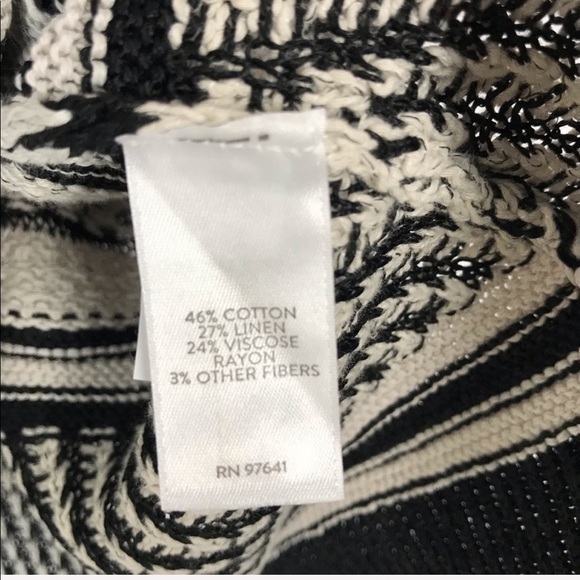 46% COTTON
27% LINEN
24% VISCOSE
RAYON
3% OTHER FIBERS
RN 97641